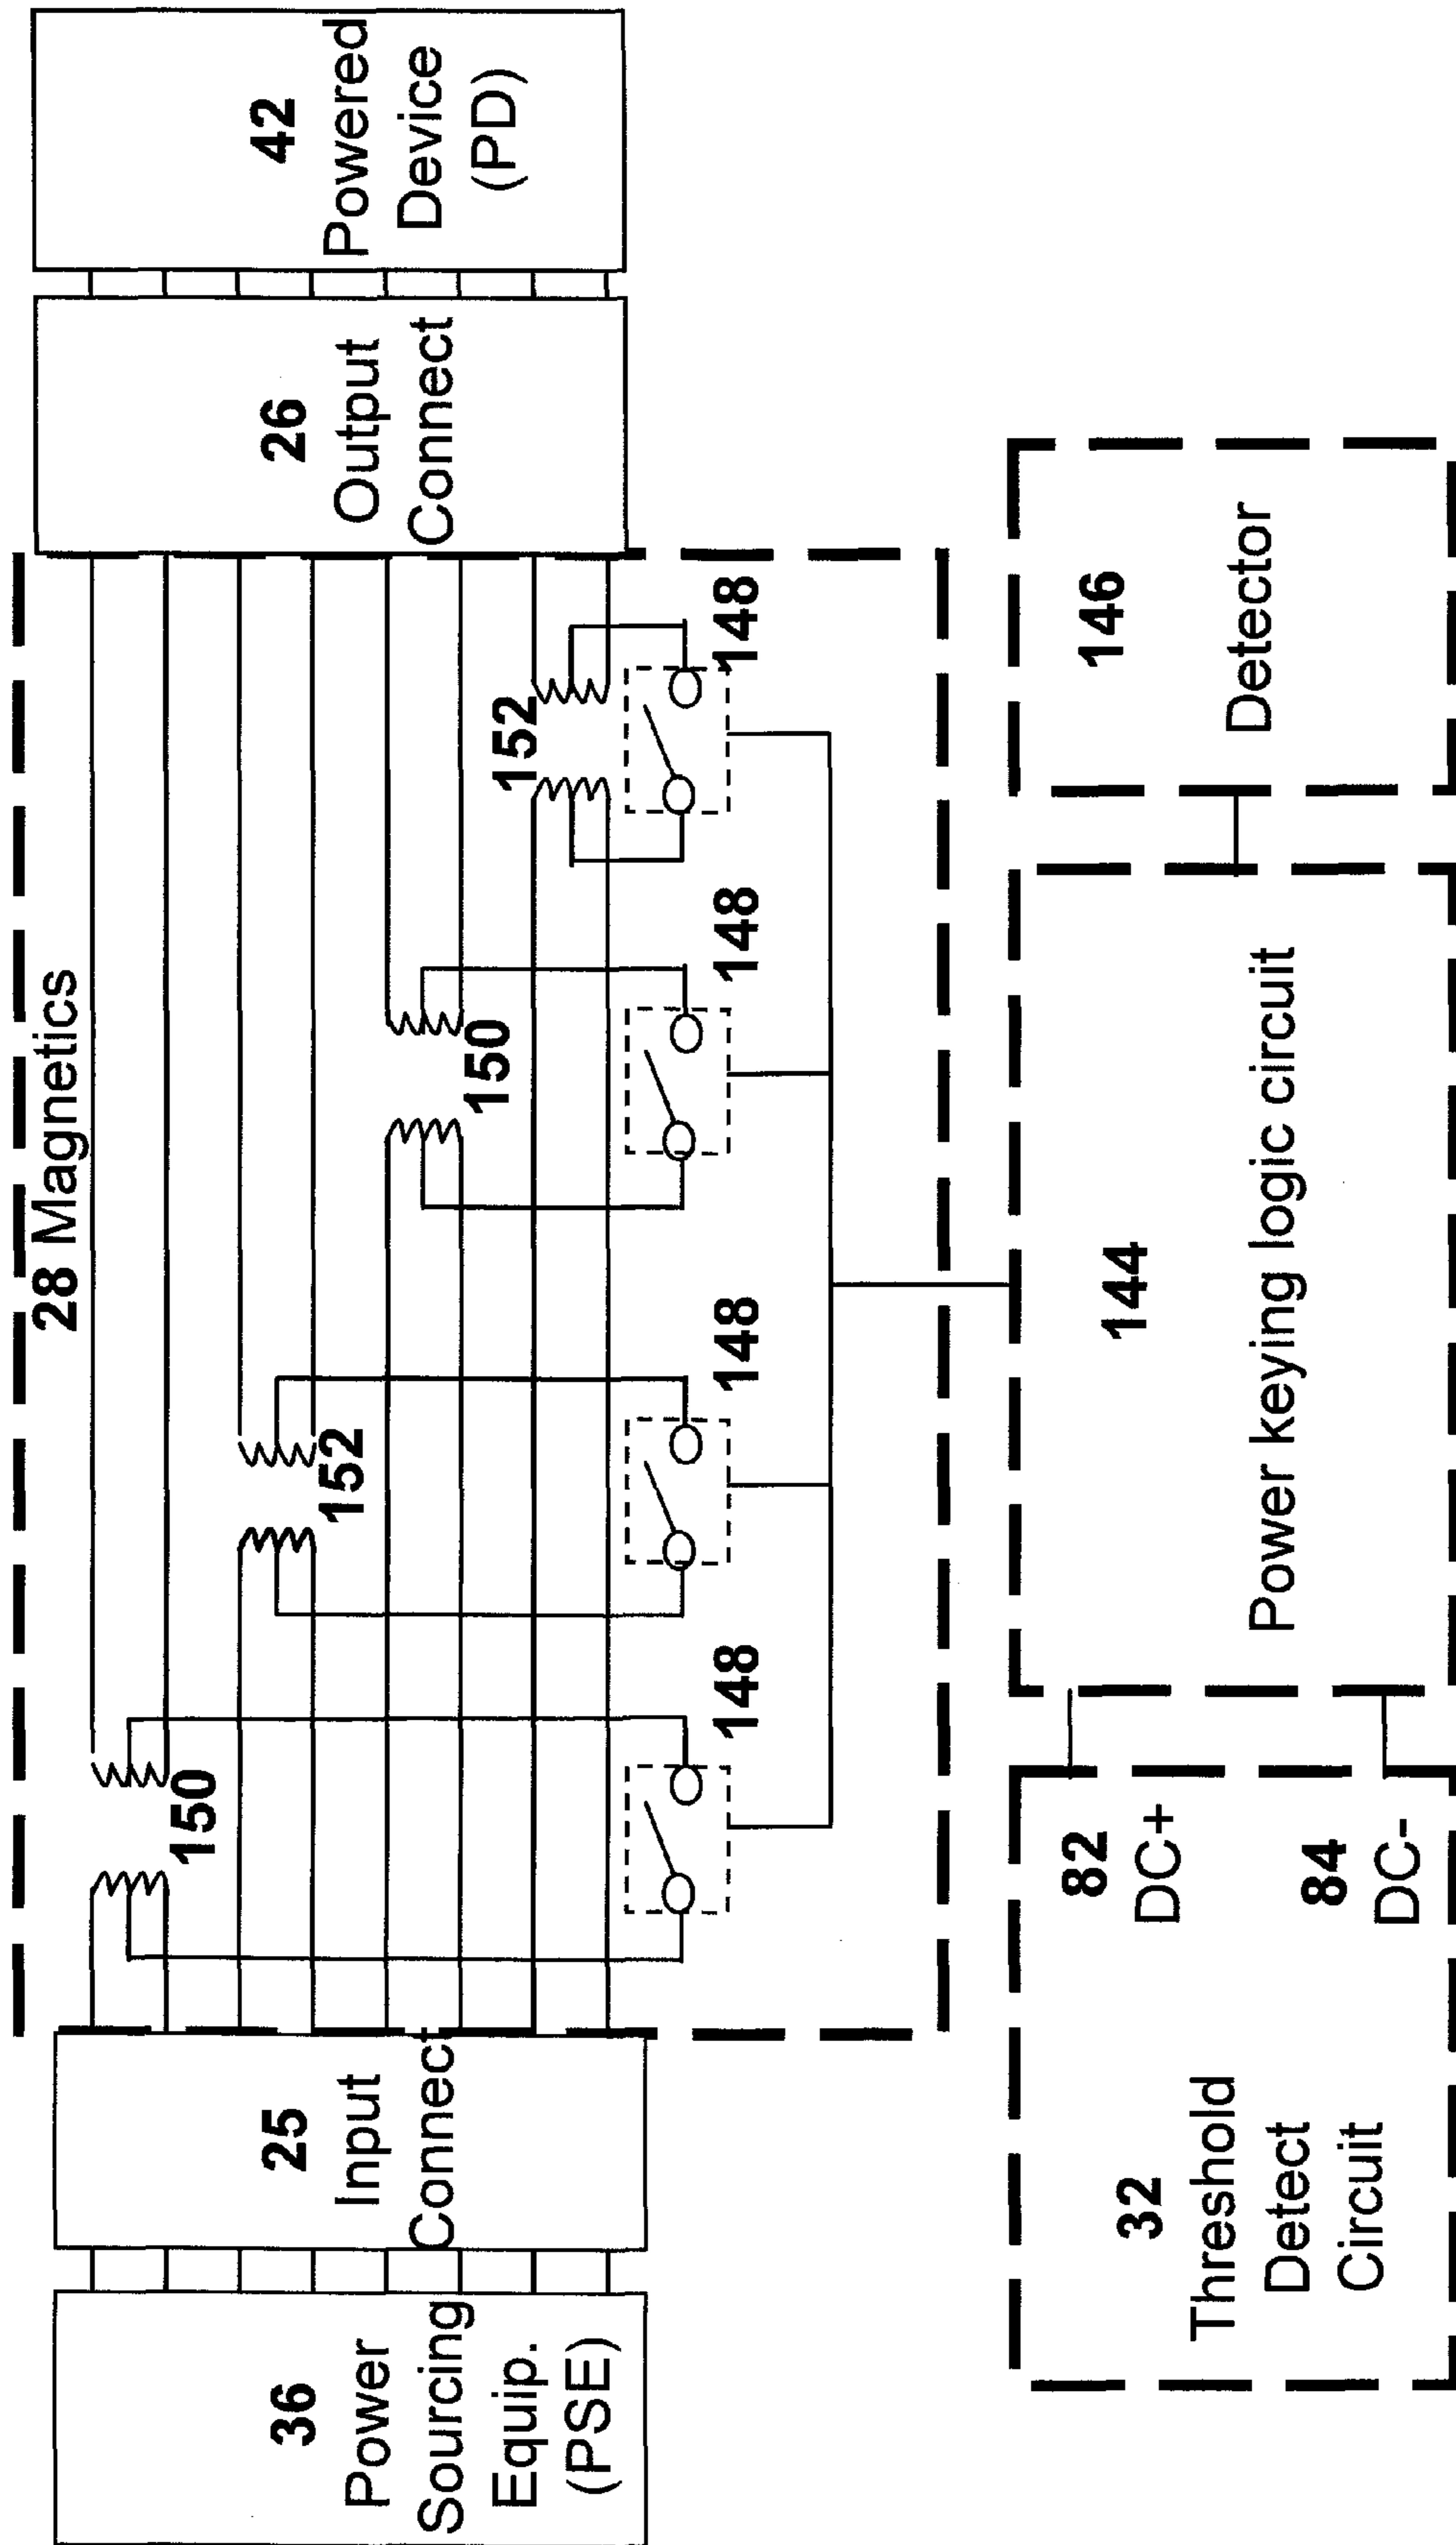 36
Power
Sourcing
Equip.
(PSE)
25
Input
Connect
28 Magnetics
150
152
150
152
148
148
148
148
26
Output
Connect
42
Powered
Device
(PD)
32
Threshold
Detect
Circuit
82
DC+
84
DC-
144
Power keying logic circuit
146
Detector